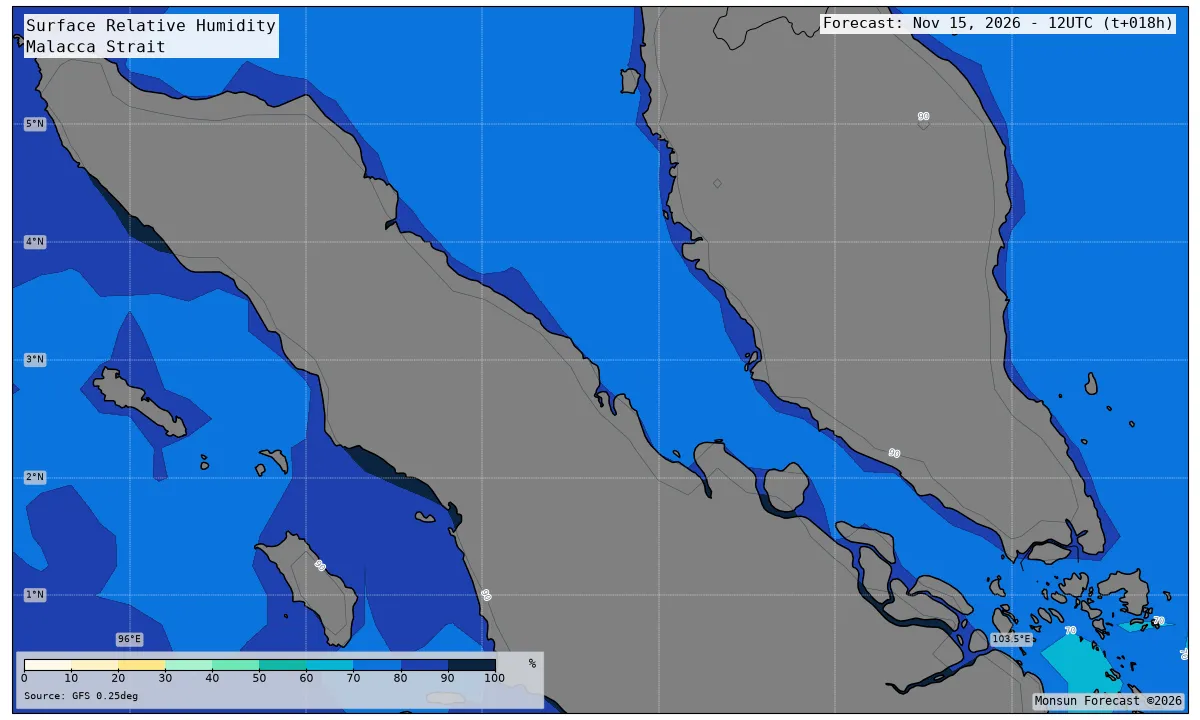 Surface Relative Humidity
Malacca Strait
Forecast: Nov 15, 2026 - 12UTC (t+018h)
90
5°N
4°N
3°N
90
2°N
90
90
1°N
70
70
96°E
103.5°E
70
%
0 10 20 30 40 50 60 70 80 90 100
Source: GFS 0.25deg
Monsun Forecast ©2026